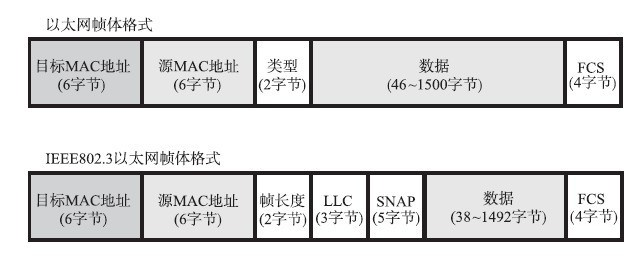 以太网帧体格式
目标MAC地址 源MAC地址 类型 数据 FCS
(6字节) (6字节) (2字节) (46~1500字节) (4字节)
IEEE802.3以太网帧体格式
目标MAC地址 源MAC地址 帧长度 LLC SNAP 数据 FCS
(6字节) (6字节) (2字节) (3字节) (5字节) (38~1492字节) (4字节)